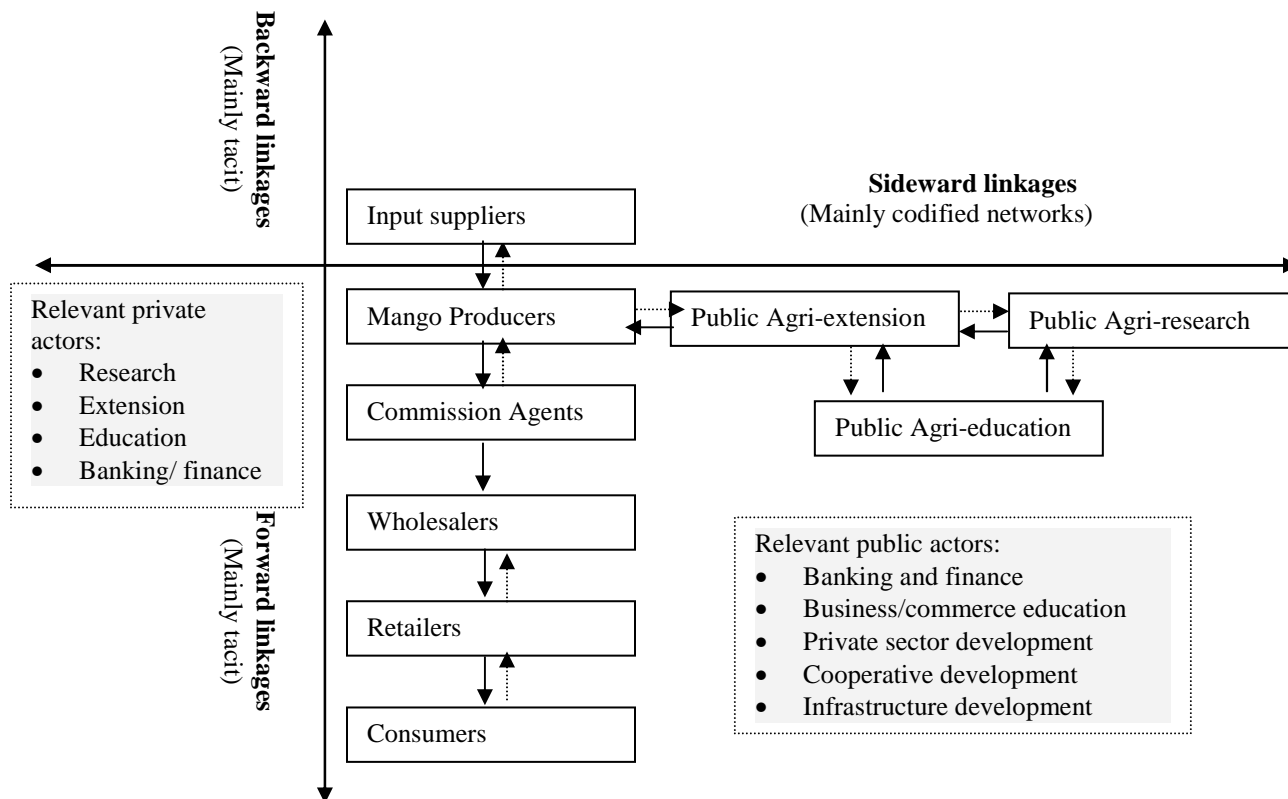 Backward linkages
(Mainly tacit)
Sideward linkages
(Mainly codified networks)
Input suppliers
Relevant private
actors:
• Research
• Extension
• Education
• Banking/ finance
Mango Producers
Public Agri-extension
Public Agri-research
Commission Agents
Public Agri-education
Wholesalers
Forward linkages
(Mainly tacit)
Relevant public actors:
• Banking and finance
• Business/commerce education
• Private sector development
• Cooperative development
• Infrastructure development
Retailers
Consumers